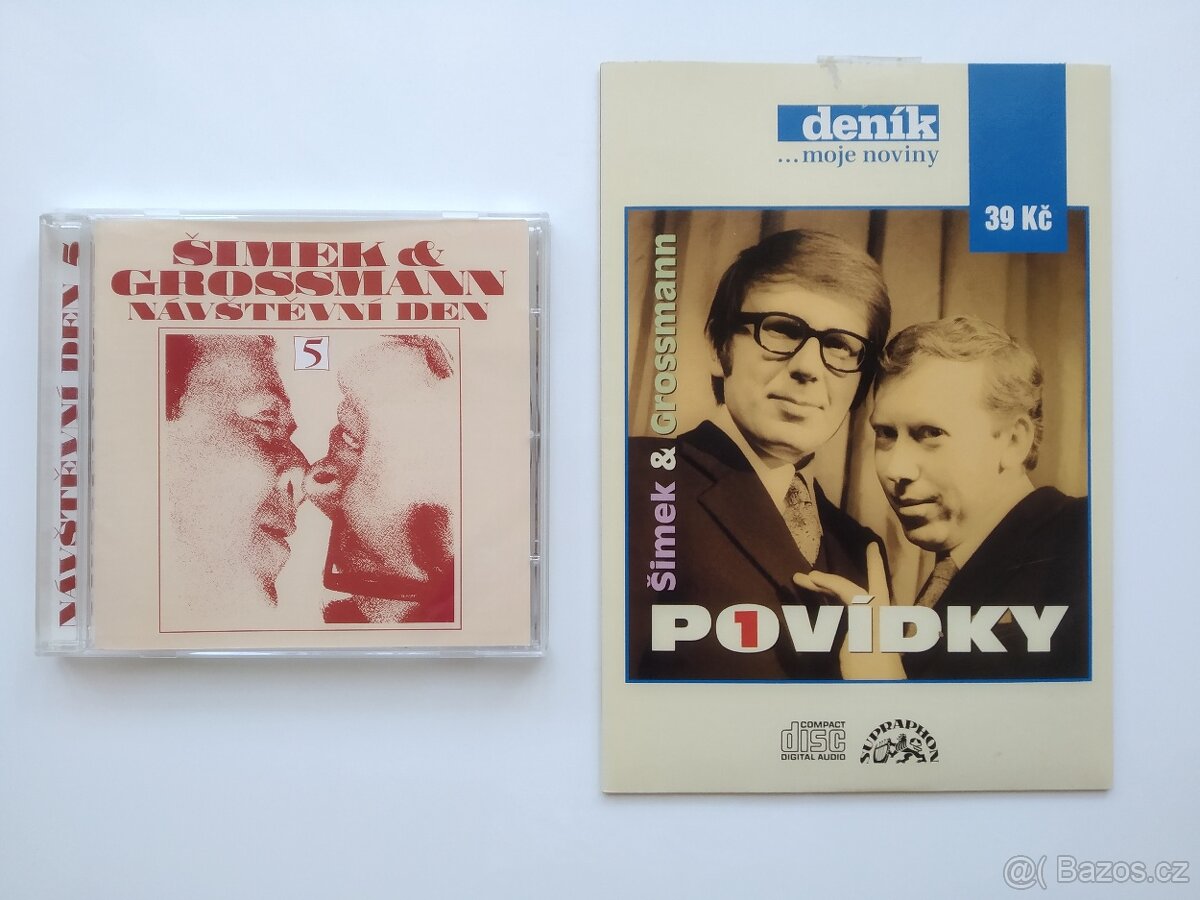 NÁVŠTĚVNÍ DEN 5
ŠIMEK &
GROSSMANN
NÁVŠTĚVNÍ DEN
5
deník
...moje noviny
39 Kč
Šimek & Grossmann
POVÍDKY
1
COMPACT
disc
DIGITAL AUDIO
SUPRAPHON
@( Bazos.cz